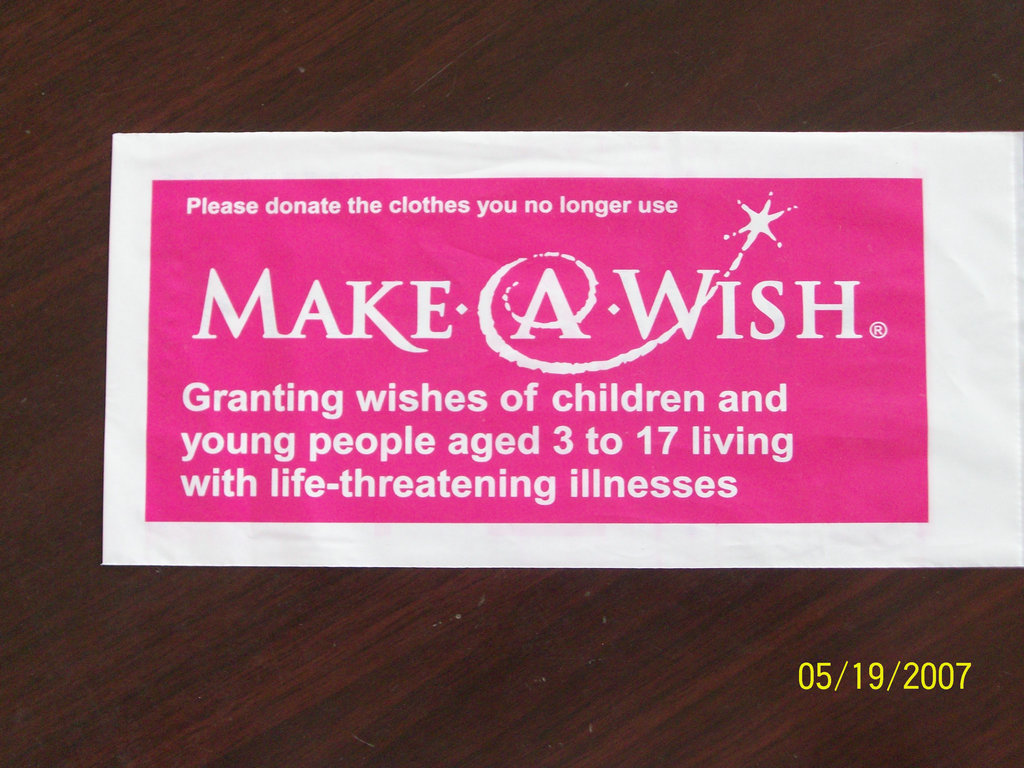 Please donate the clothes you no longer use
MAKE·A·WISH®
Granting wishes of children and
young people aged 3 to 17 living
with life-threatening illnesses
05/19/2007